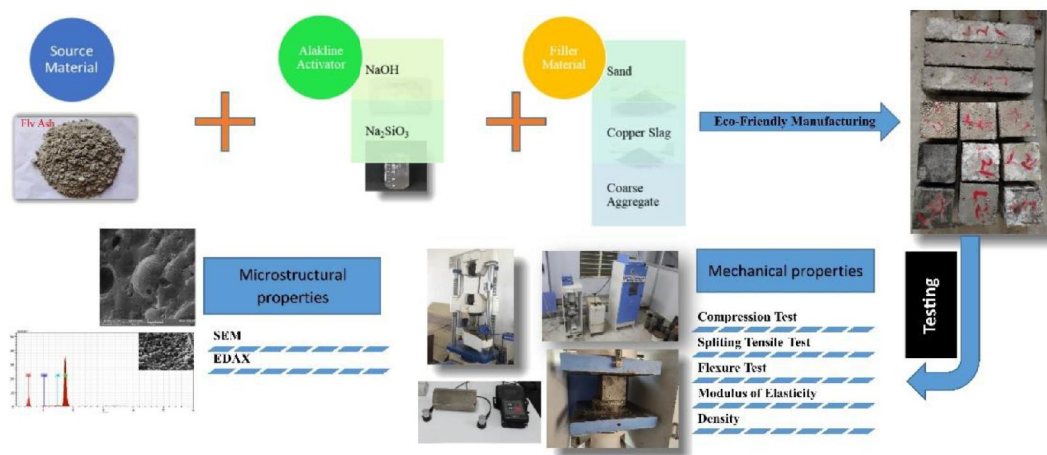 Source
Material
Fly Ash
Alakline
Activator
NaOH
Na₂SiO₃
Filler
Material
Sand
Copper Slag
Coarse
Aggregate
Eco-Friendly Manufacturing
Testing
Mechanical properties
Compression Test
Spliting Tensile Test
Flexure Test
Modulus of Elasticity
Density
Microstructural
properties
SEM
EDAX